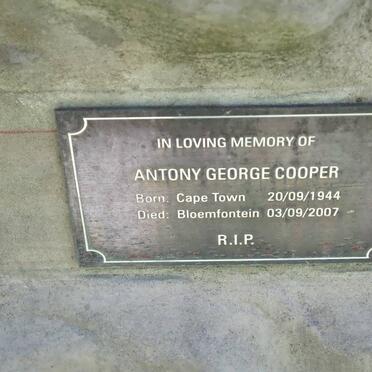 IN LOVING MEMORY OF
ANTONY GEORGE COOPER
Born: Cape Town 20/09/1944
Died: Bloemfontein 03/09/2007
R.I.P.